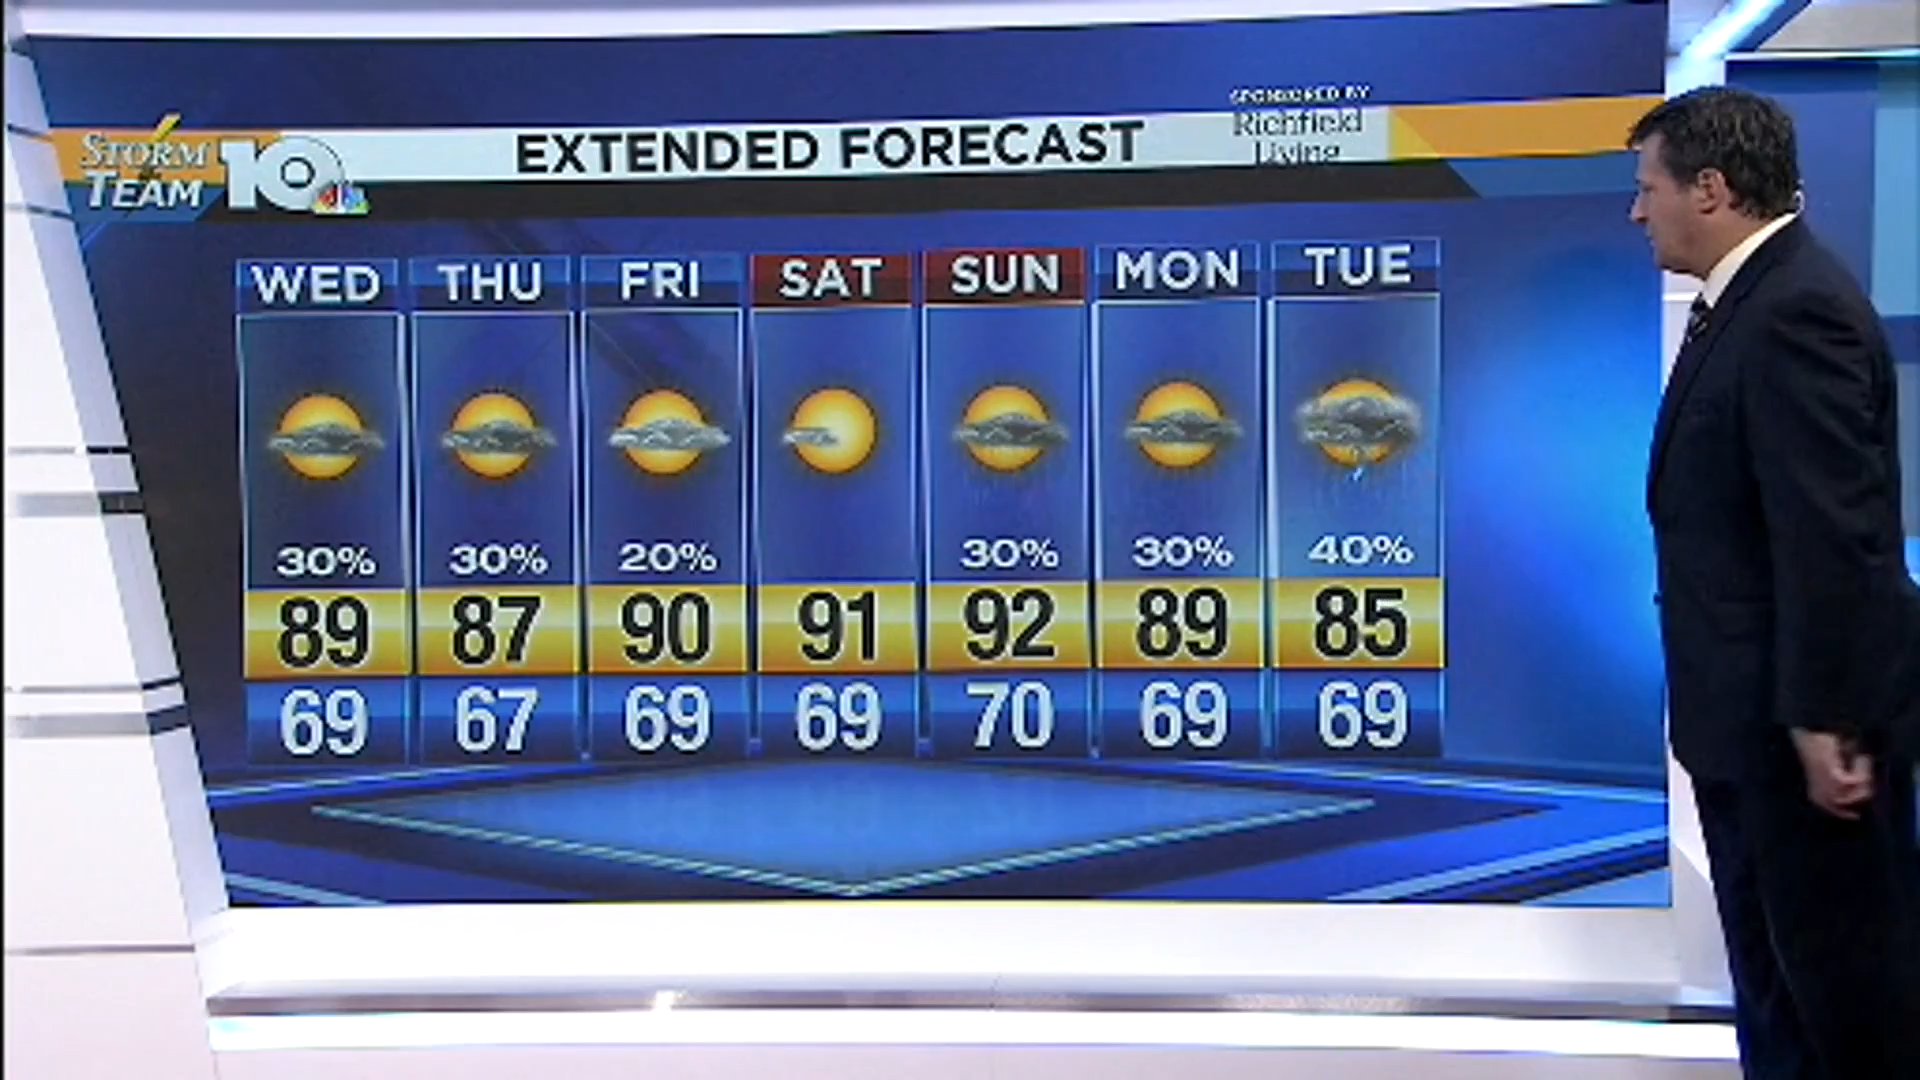 SPONSORED BY
Richfield
Living
STORM
TEAM
10
EXTENDED FORECAST
WED THU FRI SAT SUN MON TUE
30% 30% 20% 30% 30% 40%
89 87 90 91 92 89 85
69 67 69 69 70 69 69